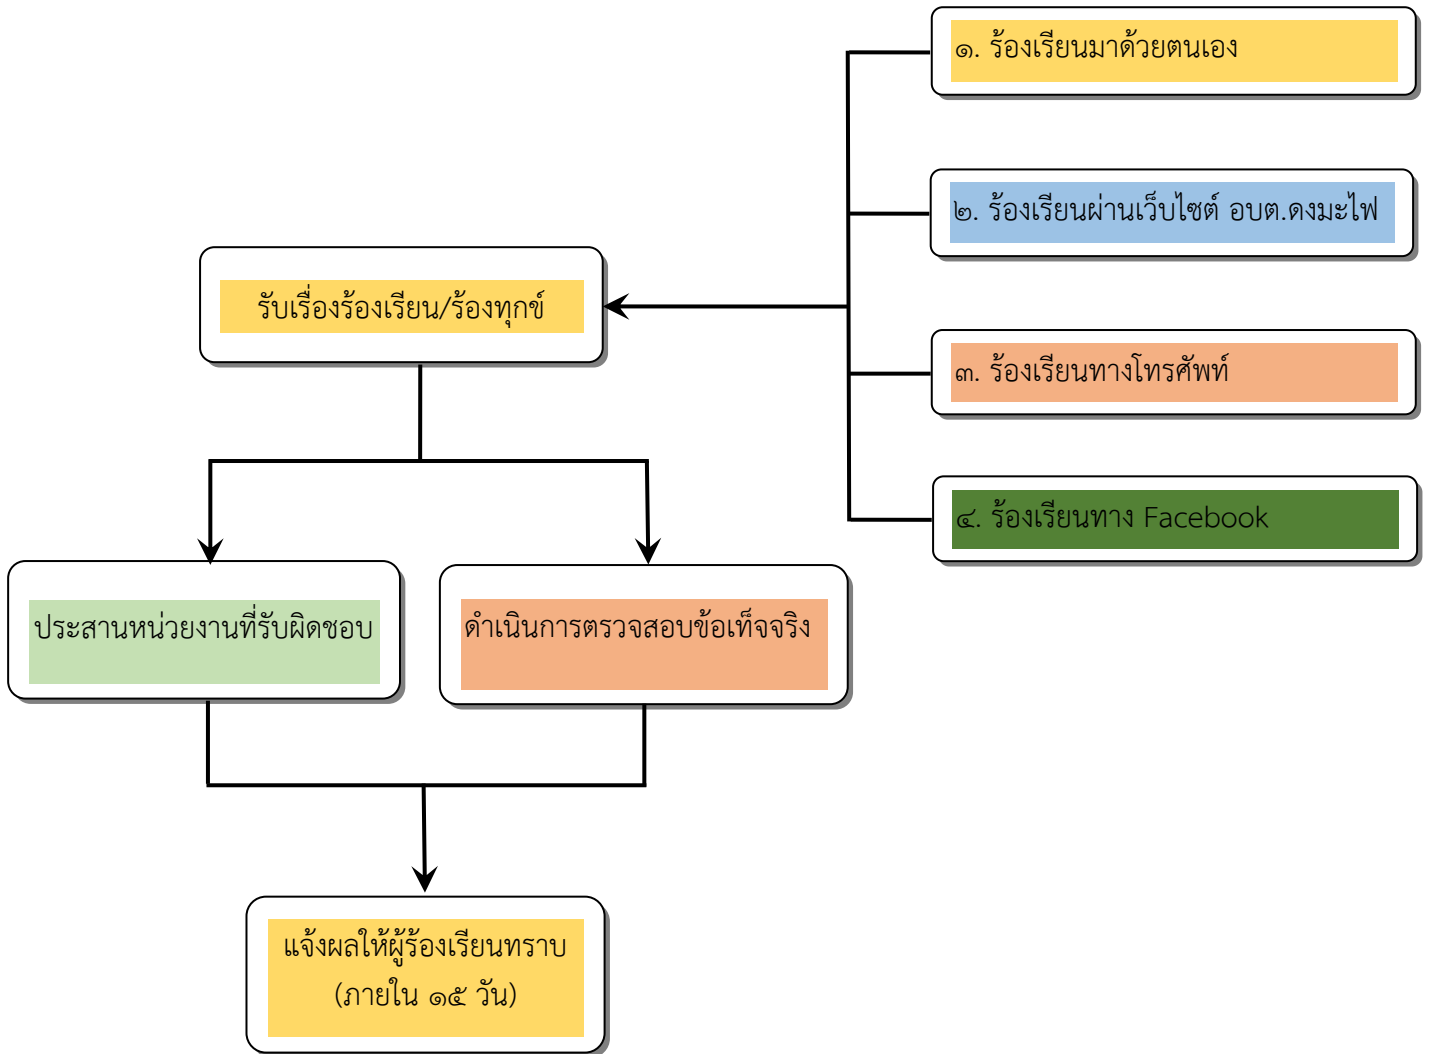 ๑. ร้องเรียนมาด้วยตนเอง
๒. ร้องเรียนผ่านเว็บไซต์ อบต.ดงมะไฟ
รับเรื่องร้องเรียน/ร้องทุกข์
๓. ร้องเรียนทางโทรศัพท์
๔. ร้องเรียนทาง Facebook
ประสานหน่วยงานที่รับผิดชอบ
ดำเนินการตรวจสอบข้อเท็จจริง
แจ้งผลให้ผู้ร้องเรียนทราบ
(ภายใน ๑๕ วัน)